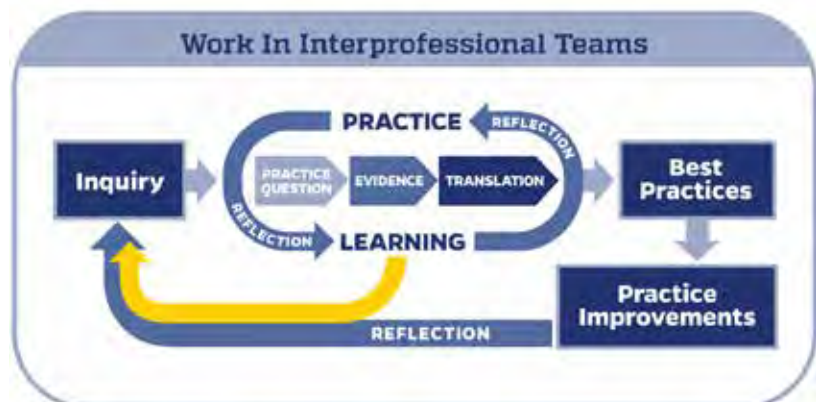 Work In Interprofessional Teams
PRACTICE
REFLECTION
Inquiry
PRACTICE
QUESTION
EVIDENCE
TRANSLATION
Best
Practices
REFLECTION
LEARNING
Practice
Improvements
REFLECTION